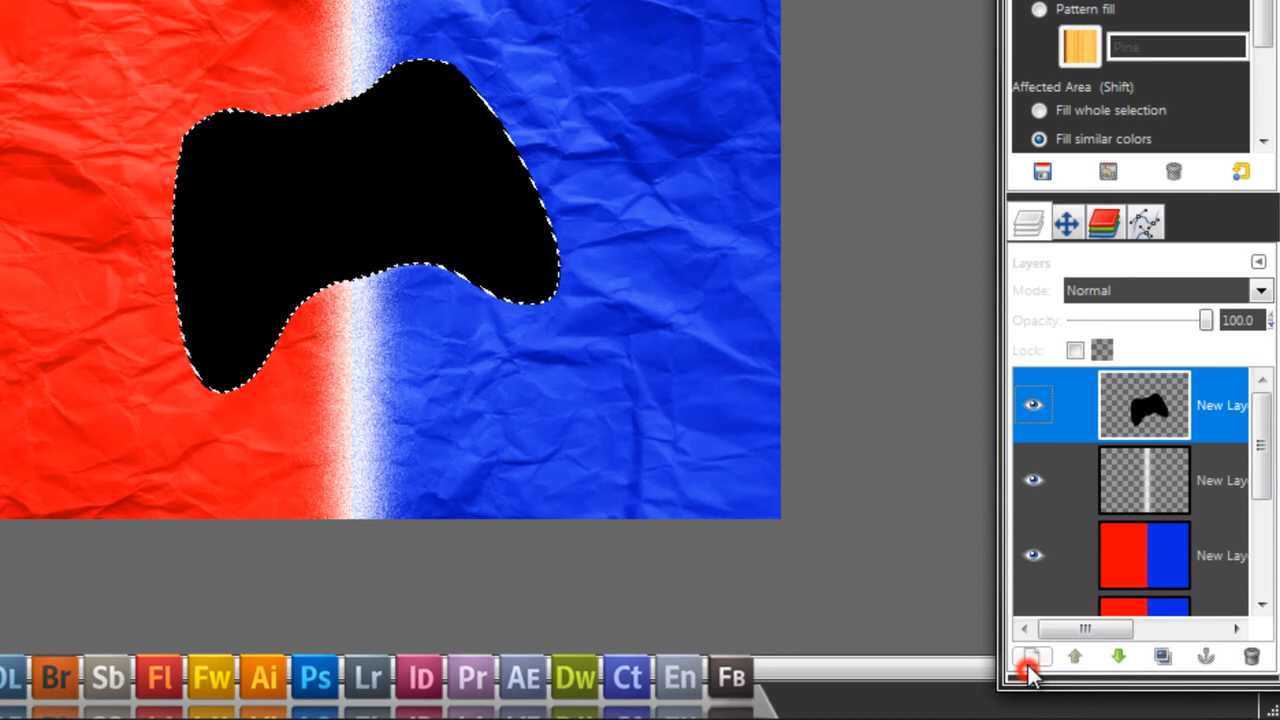 Pattern fill
Pine
Affected Area (Shift)
Fill whole selection
Fill similar colors
Layers
Mode: Normal
Opacity: 100.0
Lock:
New Lay
New Lay
New Laye
DL Br Sb Fl Fw Ai Ps Lr ID Pr AE Dw Ct En FB